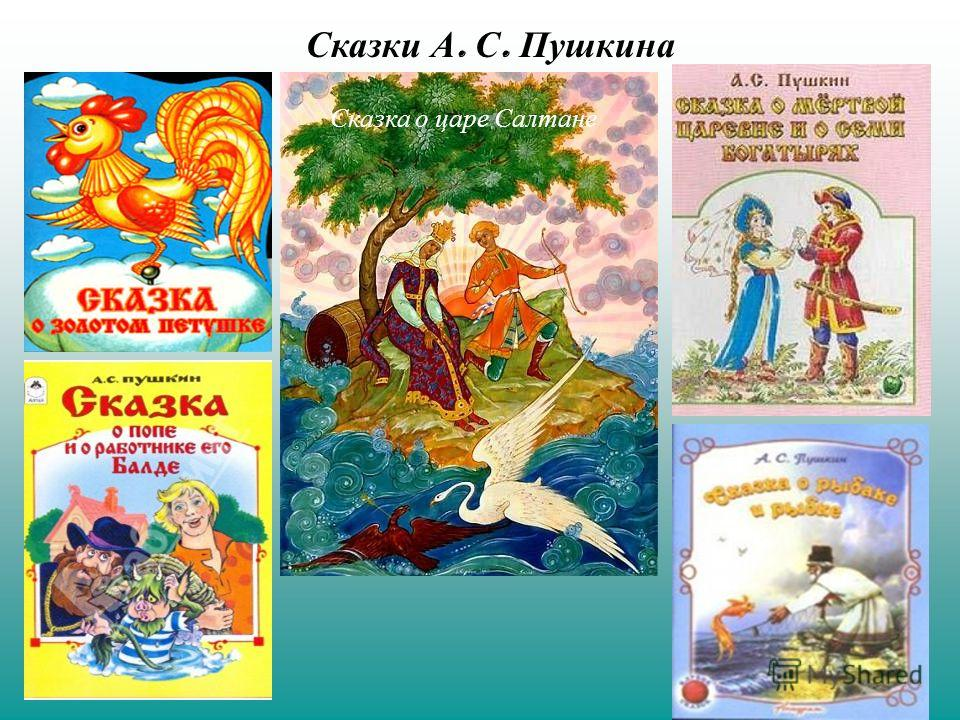 Сказки А. С. Пушкина
СКАЗКА
О ЗОЛОТОМ ПЕТУШКЕ
Сказка о царе Салтане
А.С. Пушкин
СКАЗКА О МЁРТВОЙ
ЦАРЕВНЕ И О СЕМИ
БОГАТЫРЯХ
А.С. ПУШКИН
СКАЗКА
О ПОПЕ
И О РАБОТНИКЕ ЕГО
БАЛДЕ
А. С. Пушкин
Сказка о рыбаке
и рыбке
MyShared